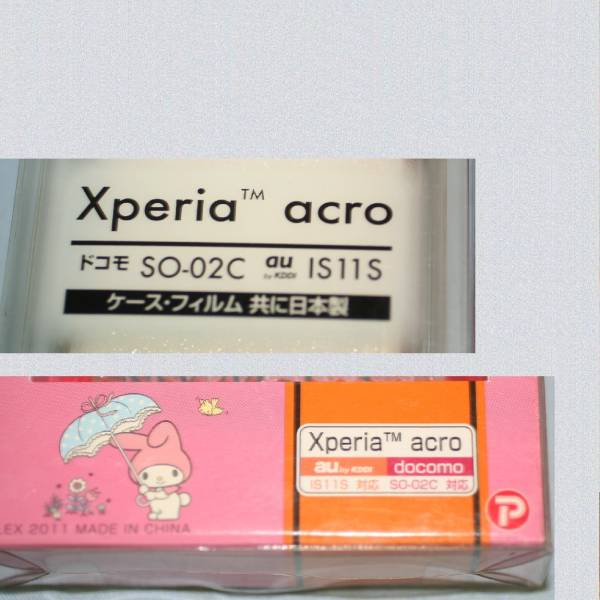 Xperia™ acro
ドコモ SO-02C au by KDDI IS11S
ケース・フィルム 共に日本製
Xperia™ acro
au by KDDI docomo
IS11S 対応 SO-02C 対応
LEX 2011 MADE IN CHINA
P